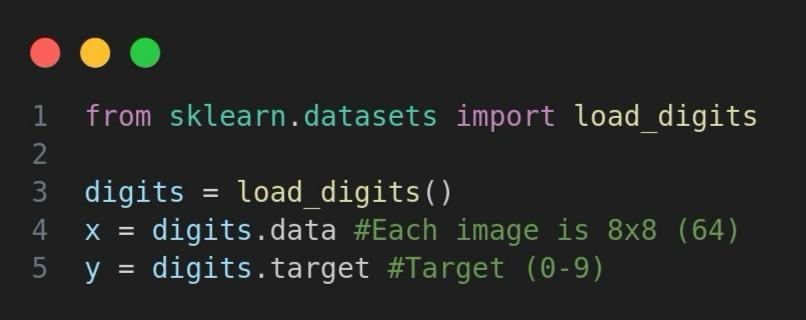 1 from sklearn.datasets import load_digits
2
3 digits = load_digits()
4 x = digits.data #Each image is 8x8 (64)
5 y = digits.target #Target (0-9)